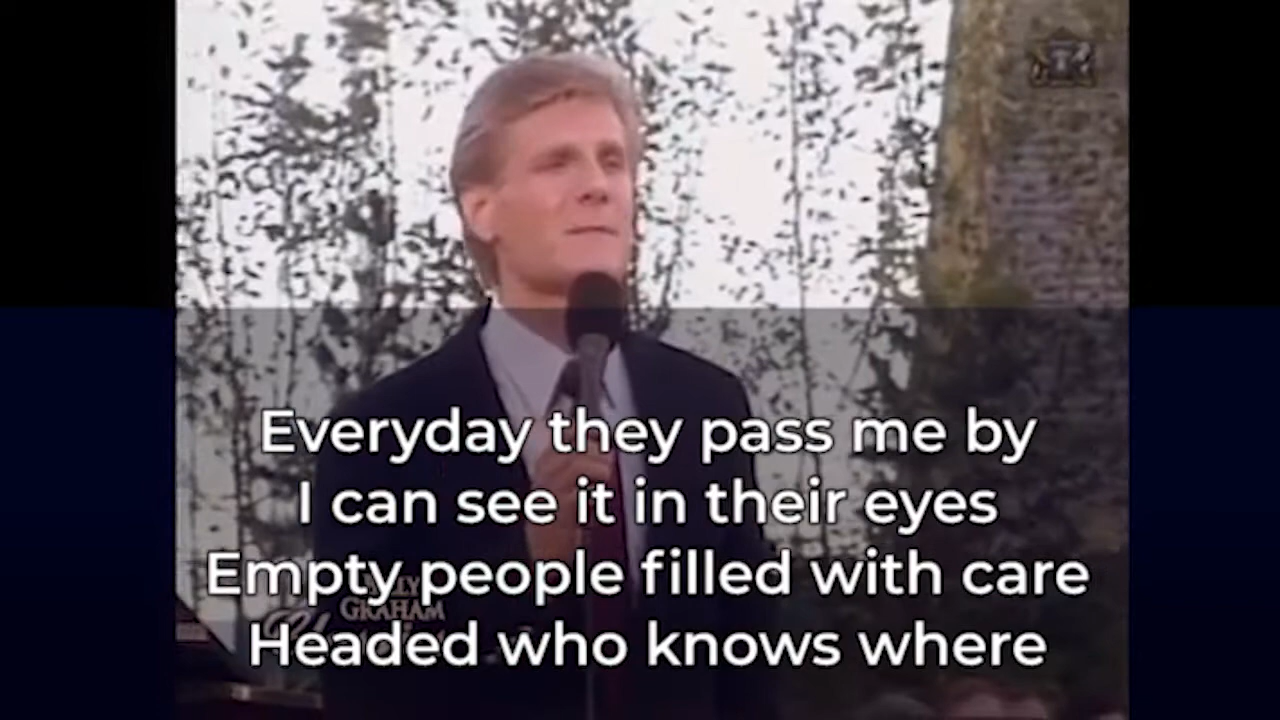 Everyday they pass me by
I can see it in their eyes
Empty people filled with care
Headed who knows where
GRAHAM